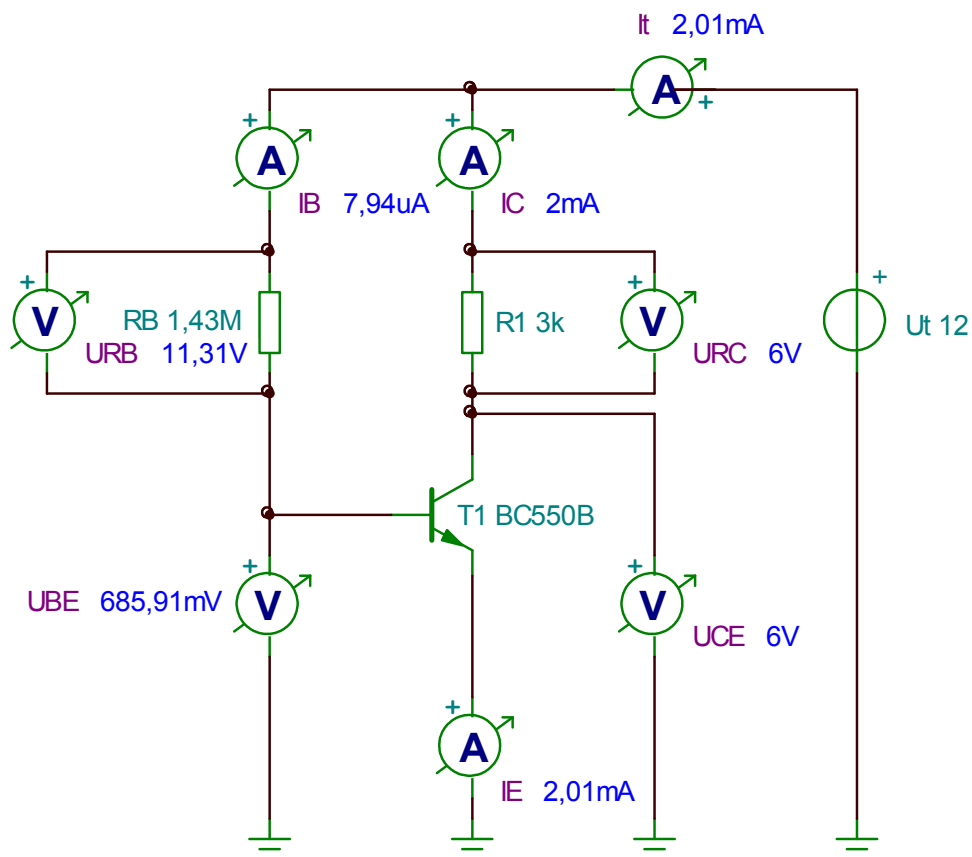 It 2,01mA
A
+
+
A
+
A
IB 7,94uA
IC 2mA
+
V
RB 1,43M
URB 11,31V
R1 3k
+
V
URC 6V
+
Ut 12
T1 BC550B
+
V
UBE 685,91mV
+
V
UCE 6V
+
A
IE 2,01mA